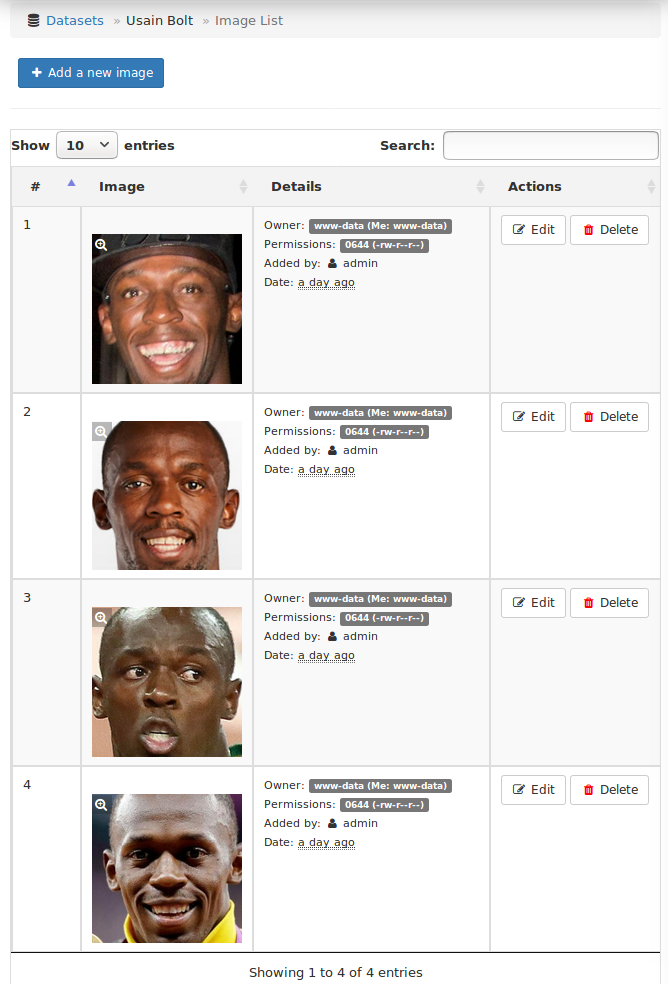 Datasets » Usain Bolt » Image List
Add a new image
Show 10 entries Search:
# Image Details Actions
1
Owner: www-data (Me: www-data)
Permissions: 0644 (-rw-r--r--)
Added by: admin
Date: a day ago
Edit Delete
2
Owner: www-data (Me: www-data)
Permissions: 0644 (-rw-r--r--)
Added by: admin
Date: a day ago
Edit Delete
3
Owner: www-data (Me: www-data)
Permissions: 0644 (-rw-r--r--)
Added by: admin
Date: a day ago
Edit Delete
4
Owner: www-data (Me: www-data)
Permissions: 0644 (-rw-r--r--)
Added by: admin
Date: a day ago
Edit Delete
Showing 1 to 4 of 4 entries